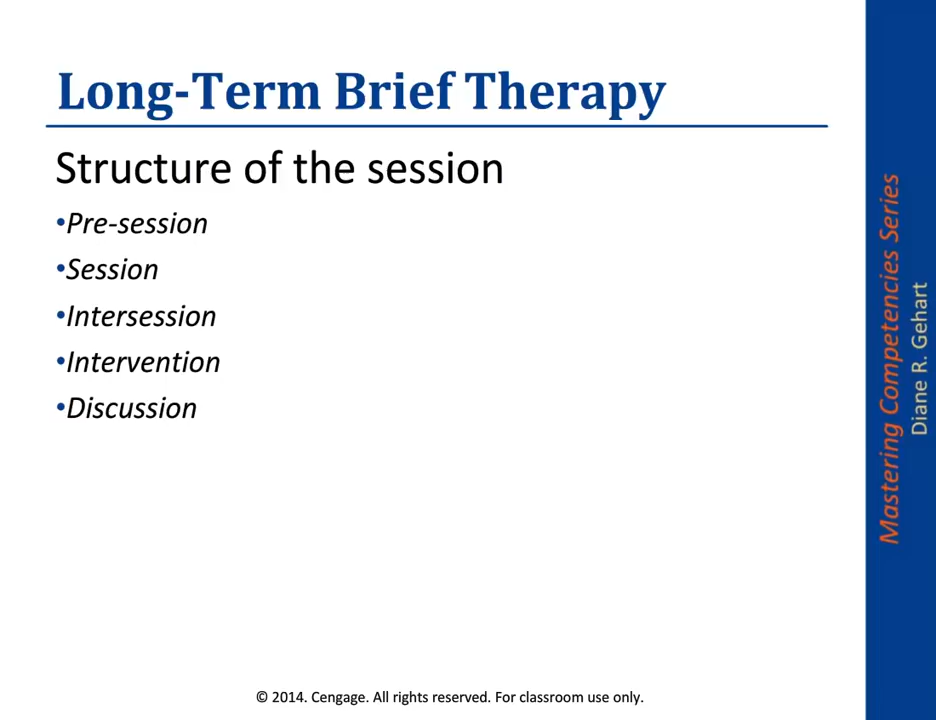 Long-Term Brief Therapy
Structure of the session
•Pre-session
•Session
•Intersession
•Intervention
•Discussion
Mastering Competencies Series
Diane R. Gehart
© 2014. Cengage. All rights reserved. For classroom use only.